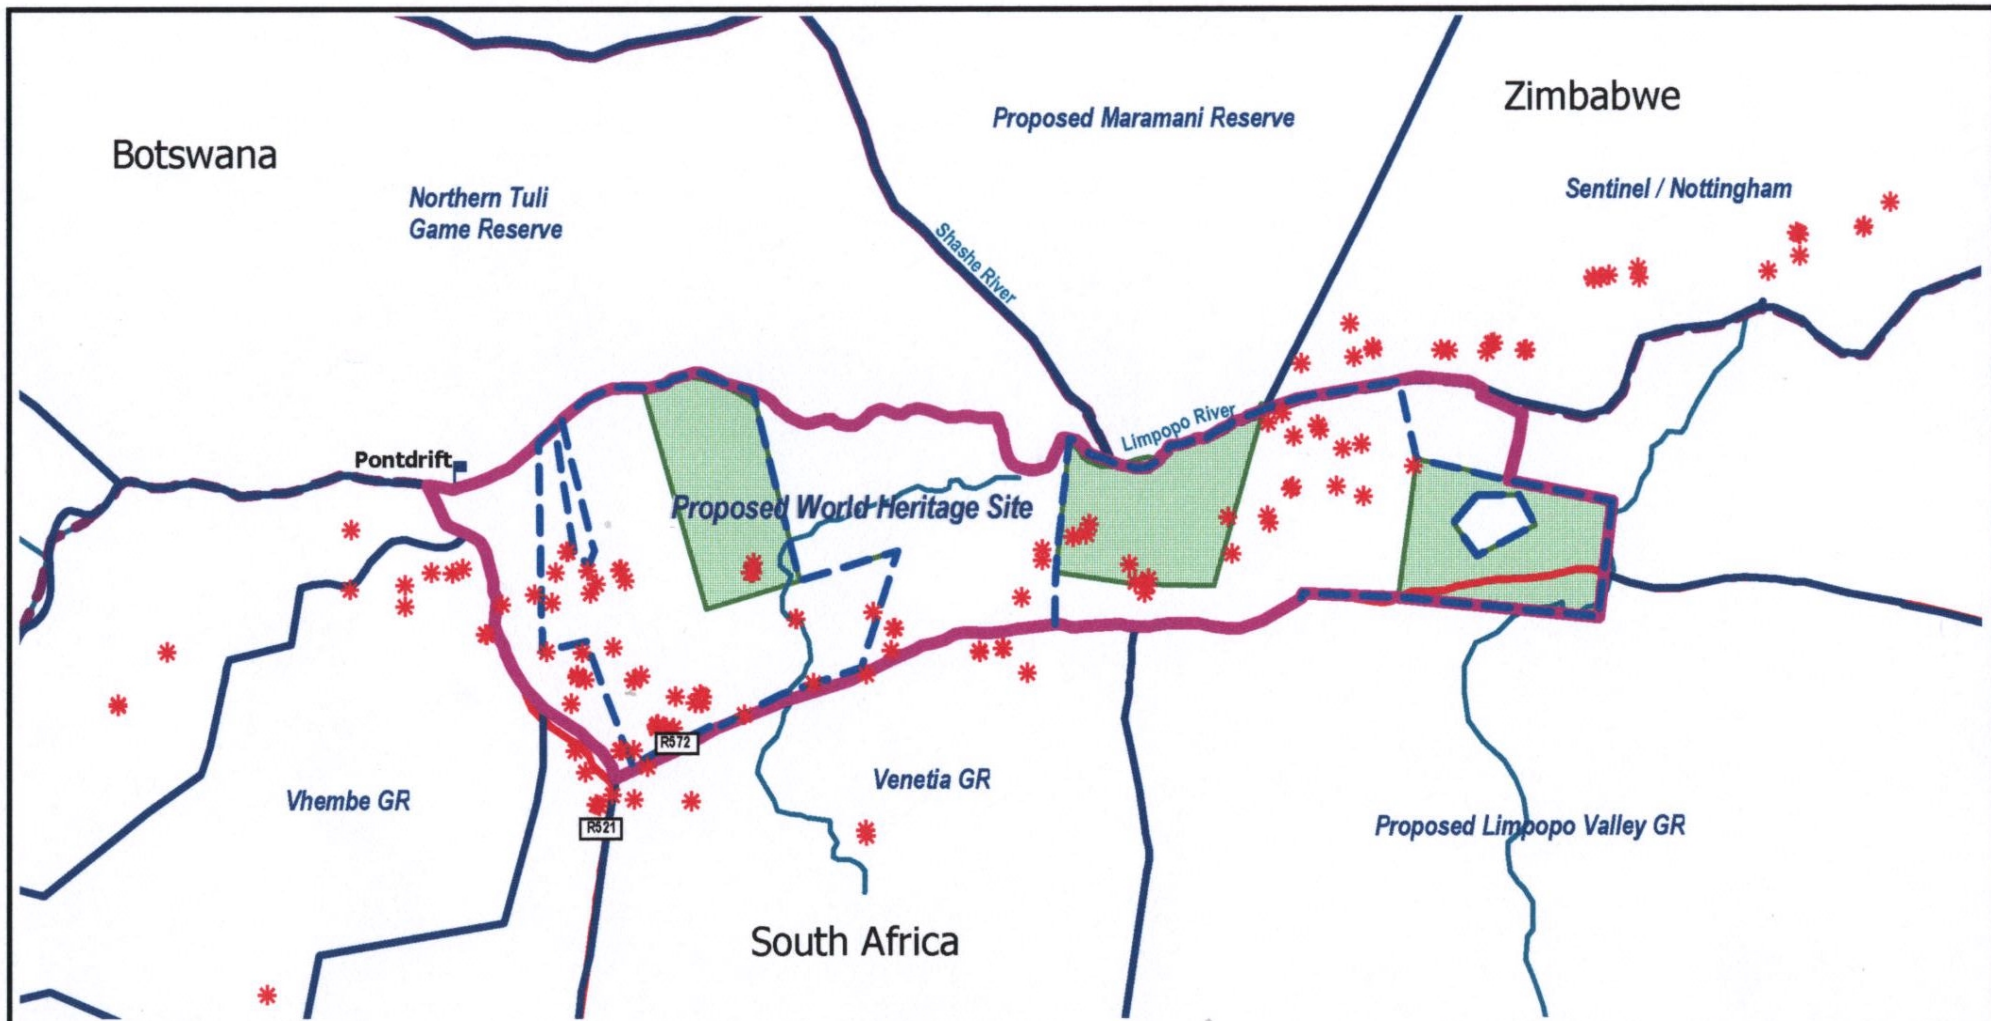 Zimbabwe
Proposed Maramani Reserve
Botswana
Sentinel / Nottingham
Northern Tuli
Game Reserve
Shashe River
Limpopo River
Pontdrift
Proposed World Heritage Site
R572
Venetia GR
Vhembe GR
R521
Proposed Limpopo Valley GR
South Africa